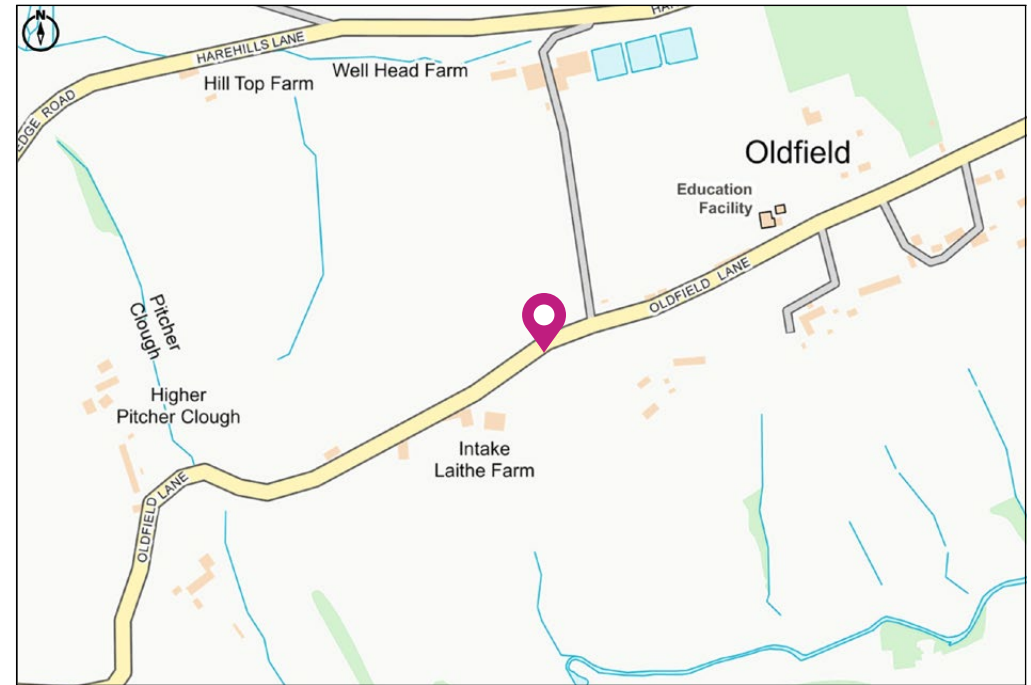 N
HAREHILLS LANE
HA
EDGE ROAD
Hill Top Farm
Well Head Farm
Oldfield
Education
Facility
OLDFIELD LANE
Pitcher
Clough
Higher
Pitcher Clough
Intake
Laithe Farm
OLDFIELD LANE